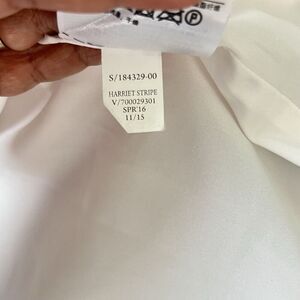 S/184329-00
HARRIET STRIPE
V/700029301
SPR'16
11/15